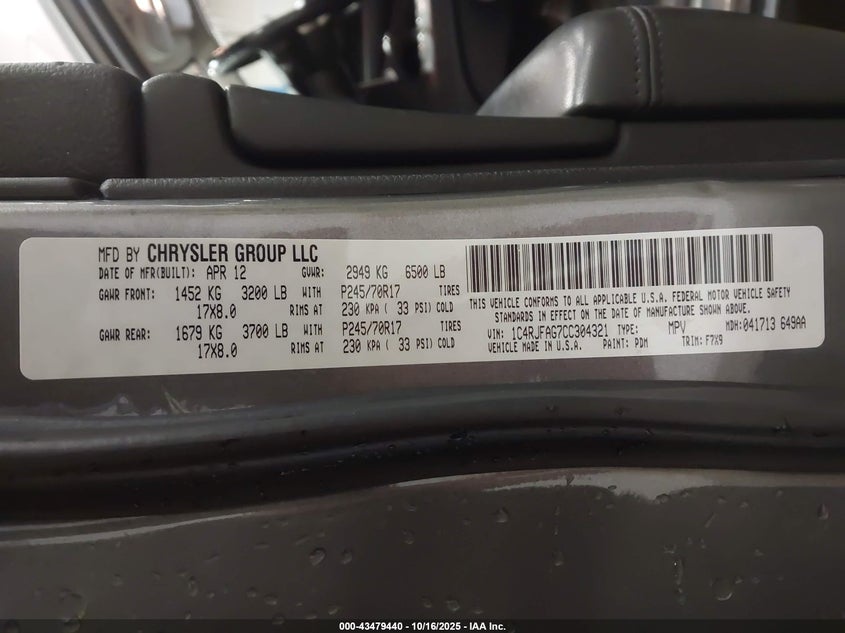 MFD BY CHRYSLER GROUP LLC
DATE OF MFR(BUILT): APR 12 GVWR: 2949 KG 6500 LB
GAWR FRONT: 1452 KG 3200 LB WITH P245/70R17 TIRES
17X8.0 RIMS AT 230 KPA ( 33 PSI) COLD
GAWR REAR: 1679 KG 3700 LB WITH P245/70R17 TIRES
17X8.0 RIMS AT 230 KPA ( 33 PSI) COLD
THIS VEHICLE CONFORMS TO ALL APPLICABLE U.S.A. FEDERAL MOTOR VEHICLE SAFETY
STANDARDS IN EFFECT ON THE DATE OF MANUFACTURE SHOWN ABOVE.
VIN: 1C4RJFAG7CC304321 TYPE: MPV MDH: 041713 649AA
VEHICLE MADE IN U.S.A. PAINT: PDM TRIM: F7X9
000-43479440 - 10/16/2025 - IAA Inc.